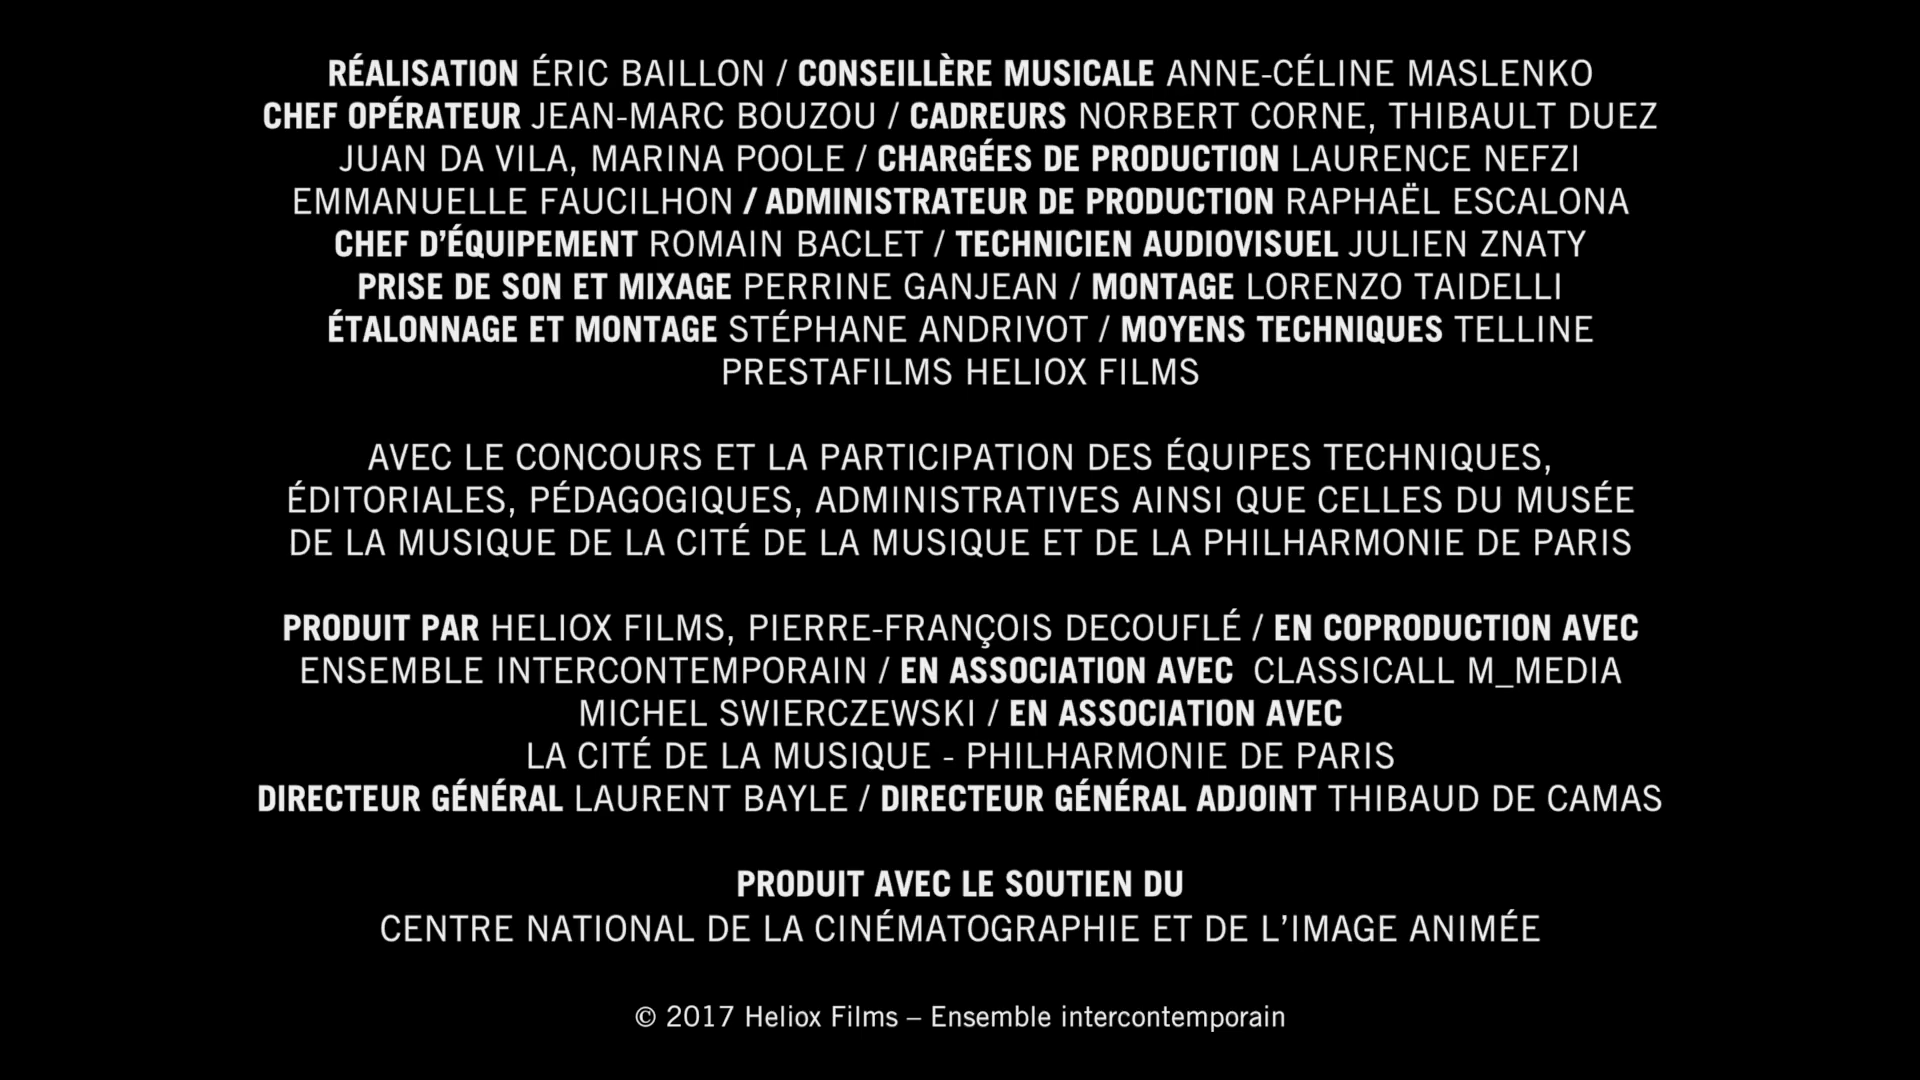 RÉALISATION ÉRIC BAILLON / CONSEILLÈRE MUSICALE ANNE-CÉLINE MASLENKO
CHEF OPÉRATEUR JEAN-MARC BOUZOU / CADREURS NORBERT CORNE, THIBAULT DUEZ
JUAN DA VILA, MARINA POOLE / CHARGÉES DE PRODUCTION LAURENCE NEFZI
EMMANUELLE FAUCILHON / ADMINISTRATEUR DE PRODUCTION RAPHAËL ESCALONA
CHEF D’ÉQUIPEMENT ROMAIN BACLET / TECHNICIEN AUDIOVISUEL JULIEN ZNATY
PRISE DE SON ET MIXAGE PERRINE GANJEAN / MONTAGE LORENZO TAIDELLI
ÉTALONNAGE ET MONTAGE STÉPHANE ANDRIVOT / MOYENS TECHNIQUES TELLINE
PRESTAFILMS HELIOX FILMS
AVEC LE CONCOURS ET LA PARTICIPATION DES ÉQUIPES TECHNIQUES,
ÉDITORIALES, PÉDAGOGIQUES, ADMINISTRATIVES AINSI QUE CELLES DU MUSÉE
DE LA MUSIQUE DE LA CITÉ DE LA MUSIQUE ET DE LA PHILHARMONIE DE PARIS
PRODUIT PAR HELIOX FILMS, PIERRE-FRANÇOIS DECOUFLÉ / EN COPRODUCTION AVEC
ENSEMBLE INTERCONTEMPORAIN / EN ASSOCIATION AVEC CLASSICALL M_MEDIA
MICHEL SWIERCZEWSKI / EN ASSOCIATION AVEC
LA CITÉ DE LA MUSIQUE - PHILHARMONIE DE PARIS
DIRECTEUR GÉNÉRAL LAURENT BAYLE / DIRECTEUR GÉNÉRAL ADJOINT THIBAUD DE CAMAS
PRODUIT AVEC LE SOUTIEN DU
CENTRE NATIONAL DE LA CINÉMATOGRAPHIE ET DE L’IMAGE ANIMÉE
© 2017 Heliox Films – Ensemble intercontemporain